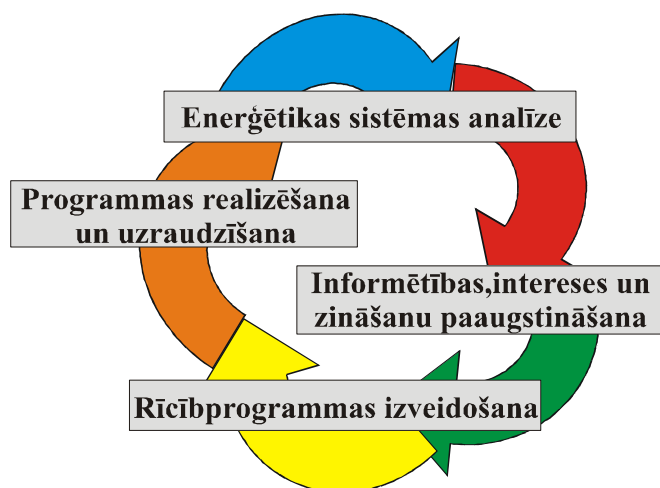 Enerģētikas sistēmas analīze
Programmas realizēšana
un uzraudzīšana
Informētības,intereses un
zināšanu paaugstināšana
Rīcībprogrammas izveidošana